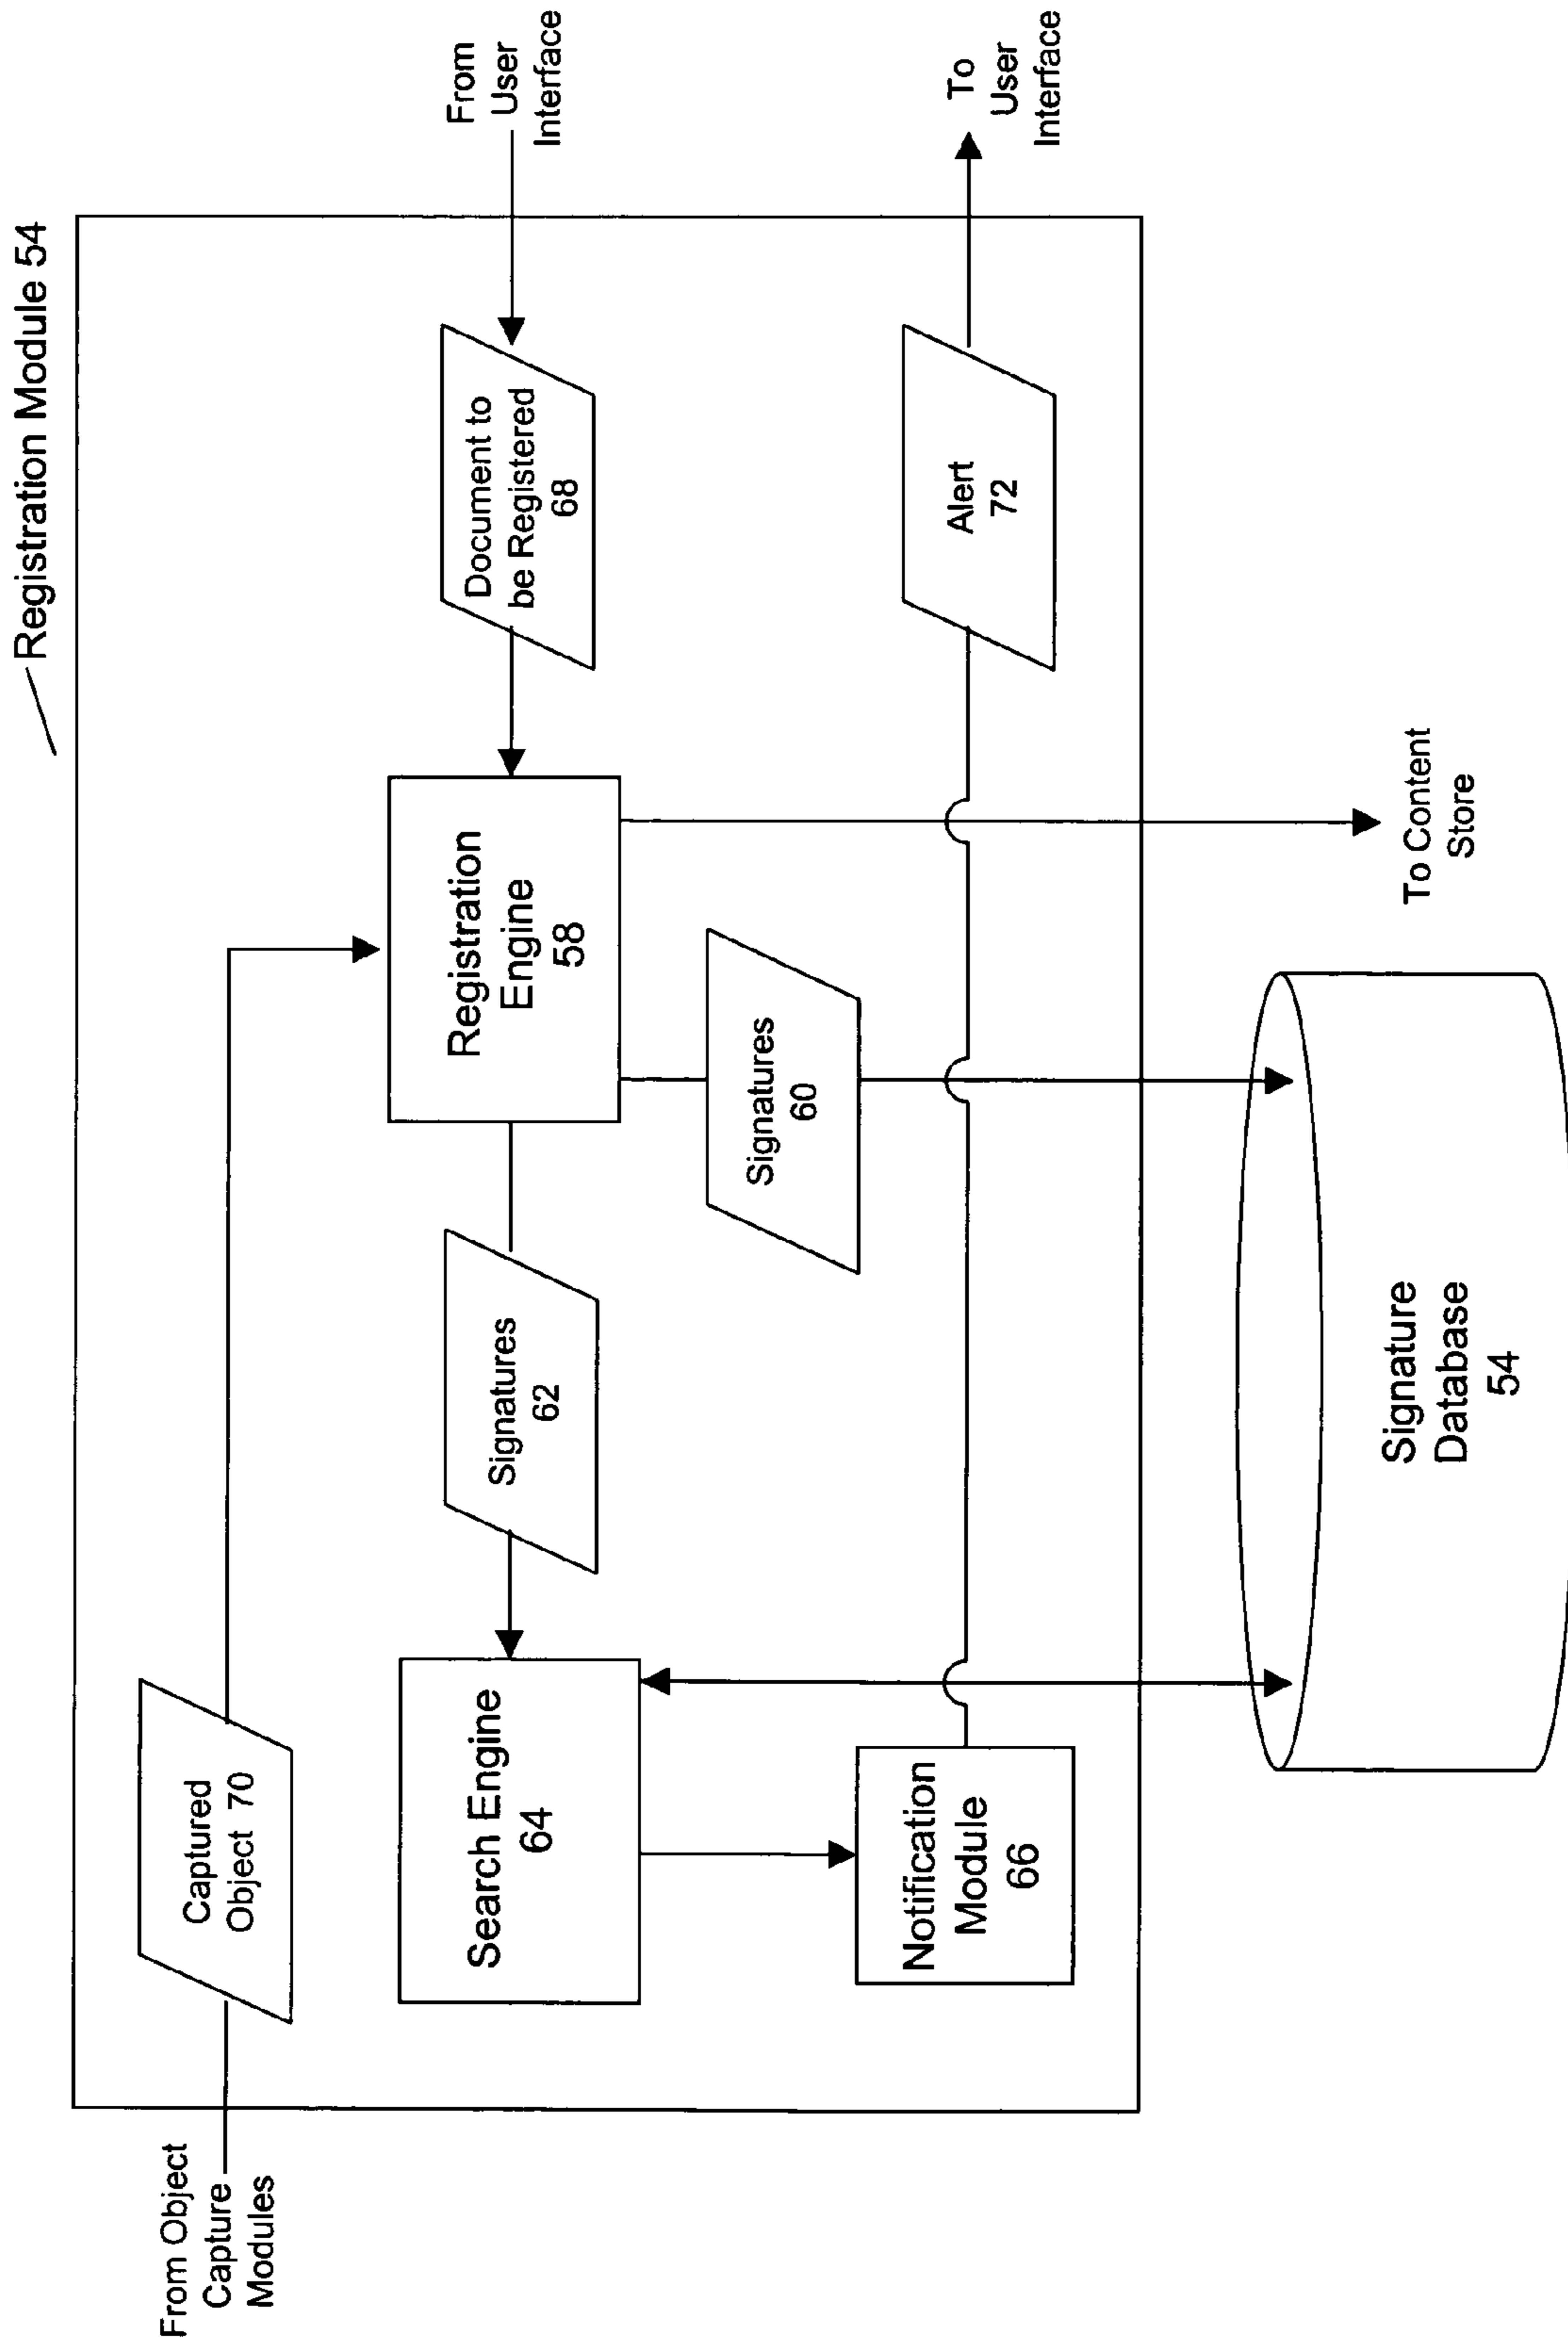 Registration Module 54
From Object
Capture
Modules
Captured
Object 70
Search Engine
64
Signatures
62
Registration
Engine
58
Document to
be Registered
68
From
User
Interface
Signatures
60
Notification
Module
66
Alert
72
To
User
Interface
Signature
Database
54
To Content
Store